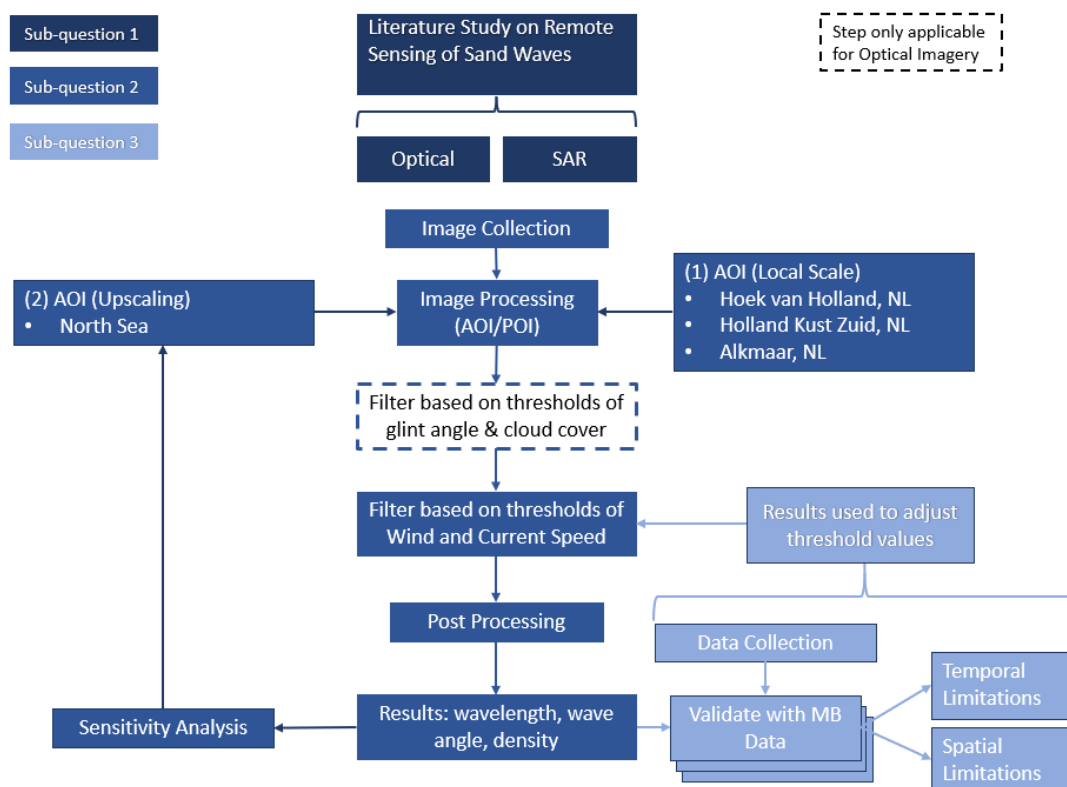 Sub-question 1
Sub-question 2
Sub-question 3
Literature Study on Remote
Sensing of Sand Waves
Step only applicable
for Optical Imagery
Optical
SAR
Image Collection
(2) AOI (Upscaling)
• North Sea
Image Processing
(AOI/POI)
(1) AOI (Local Scale)
• Hoek van Holland, NL
• Holland Kust Zuid, NL
• Alkmaar, NL
Filter based on thresholds of
glint angle & cloud cover
Filter based on thresholds of
Wind and Current Speed
Results used to adjust
threshold values
Post Processing
Data Collection
Sensitivity Analysis
Results: wavelength, wave
angle, density
Validate with MB
Data
Temporal
Limitations
Spatial
Limitations